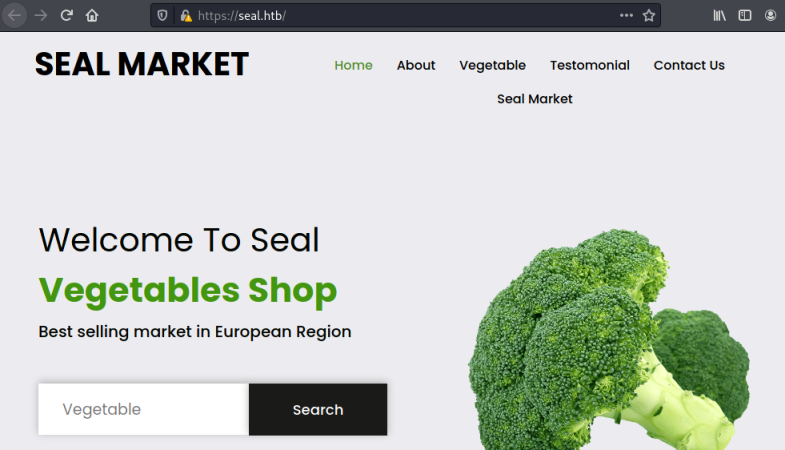 https://seal.htb/
SEAL MARKET
Home About Vegetable Testomonial Contact Us
Seal Market
Welcome To Seal
Vegetables Shop
Best selling market in European Region
Vegetable Search